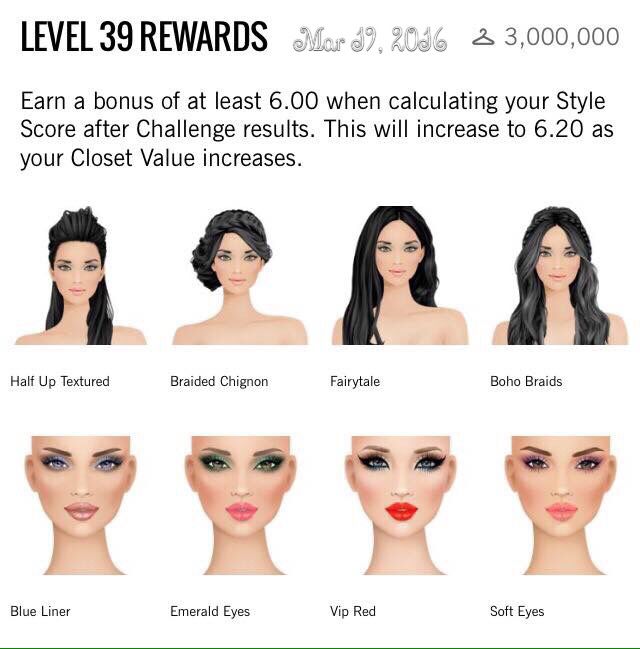 LEVEL 39 REWARDS Mar 19, 2016 3,000,000
Earn a bonus of at least 6.00 when calculating your Style
Score after Challenge results. This will increase to 6.20 as
your Closet Value increases.
Half Up Textured Braided Chignon Fairytale Boho Braids
Blue Liner Emerald Eyes Vip Red Soft Eyes